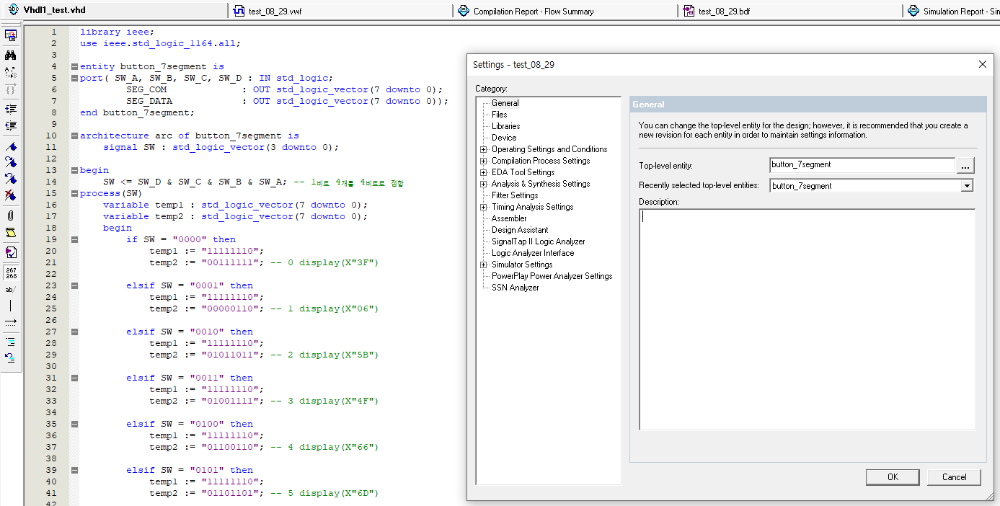 Vhdl1_test.vhd
test_08_29.vwf
Compilation Report - Flow Summary
test_08_29.bdf
Simulation Report - Sim
1 library ieee;
2 use ieee.std_logic_1164.all;
3
4 entity button_7segment is
5 port( SW_A, SW_B, SW_C, SW_D : IN std_logic;
6 SEG_COM : OUT std_logic_vector(7 downto 0);
7 SEG_DATA : OUT std_logic_vector(7 downto 0));
8 end button_7segment;
9
10 architecture arc of button_7segment is
11 signal SW : std_logic_vector(3 downto 0);
12
13 begin
14 SW <= SW_D & SW_C & SW_B & SW_A; -- 1비트 4개를 4비트로 접합
15 process(SW)
16 variable temp1 : std_logic_vector(7 downto 0);
17 variable temp2 : std_logic_vector(7 downto 0);
18 begin
19 if SW = "0000" then
20 temp1 := "11111110";
21 temp2 := "00111111"; -- 0 display(X"3F")
22
23 elsif SW = "0001" then
24 temp1 := "11111110";
25 temp2 := "00000110"; -- 1 display(X"06")
26
27 elsif SW = "0010" then
28 temp1 := "11111110";
29 temp2 := "01011011"; -- 2 display(X"5B")
30
31 elsif SW = "0011" then
32 temp1 := "11111110";
33 temp2 := "01001111"; -- 3 display(X"4F")
34
35 elsif SW = "0100" then
36 temp1 := "11111110";
37 temp2 := "01100110"; -- 4 display(X"66")
38
39 elsif SW = "0101" then
40 temp1 := "11111110";
41 temp2 := "01101101"; -- 5 display(X"6D")
42
abc
267
268
ab/
Settings - test_08_29
Category:
General
Files
Libraries
Device
Operating Settings and Conditions
Compilation Process Settings
EDA Tool Settings
Analysis & Synthesis Settings
Fitter Settings
Timing Analysis Settings
Assembler
Design Assistant
SignalTap II Logic Analyzer
Logic Analyzer Interface
Simulator Settings
PowerPlay Power Analyzer Settings
SSN Analyzer
General
You can change the top-level entity for the design; however, it is recommended that you create a
new revision for each entity in order to maintain settings information.
Top-level entity: button_7segment ...
Recently selected top-level entities: button_7segment
Description:
OK
Cancel